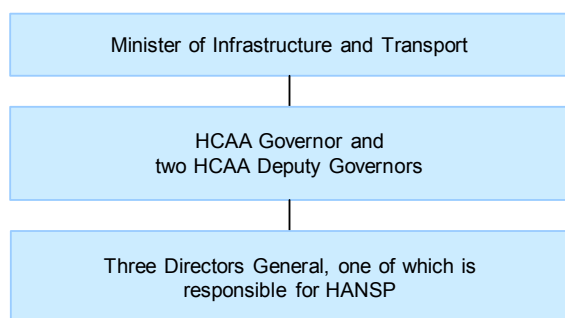 Minister of Infrastructure and Transport
HCAA Governor and
two HCAA Deputy Governors
Three Directors General, one of which is
responsible for HANSP